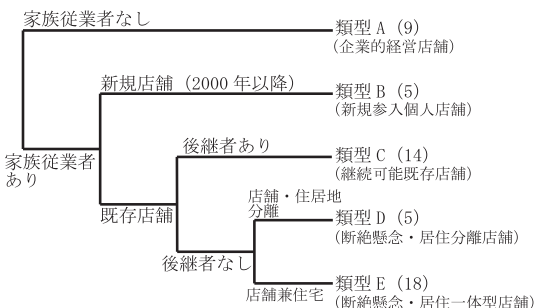 家族従業者なし
類型 A (9)
(企業的経営店舗)
新規店舗 (2000 年以降)
類型 B (5)
(新規参入個人店舗)
家族従業者
あり
後継者あり
類型 C (14)
(継続可能既存店舗)
既存店舗
店舗・住居地
分離
類型 D (5)
(断絶懸念・居住分離店舗)
後継者なし
店舗兼住宅
類型 E (18)
(断絶懸念・居住一体型店舗)